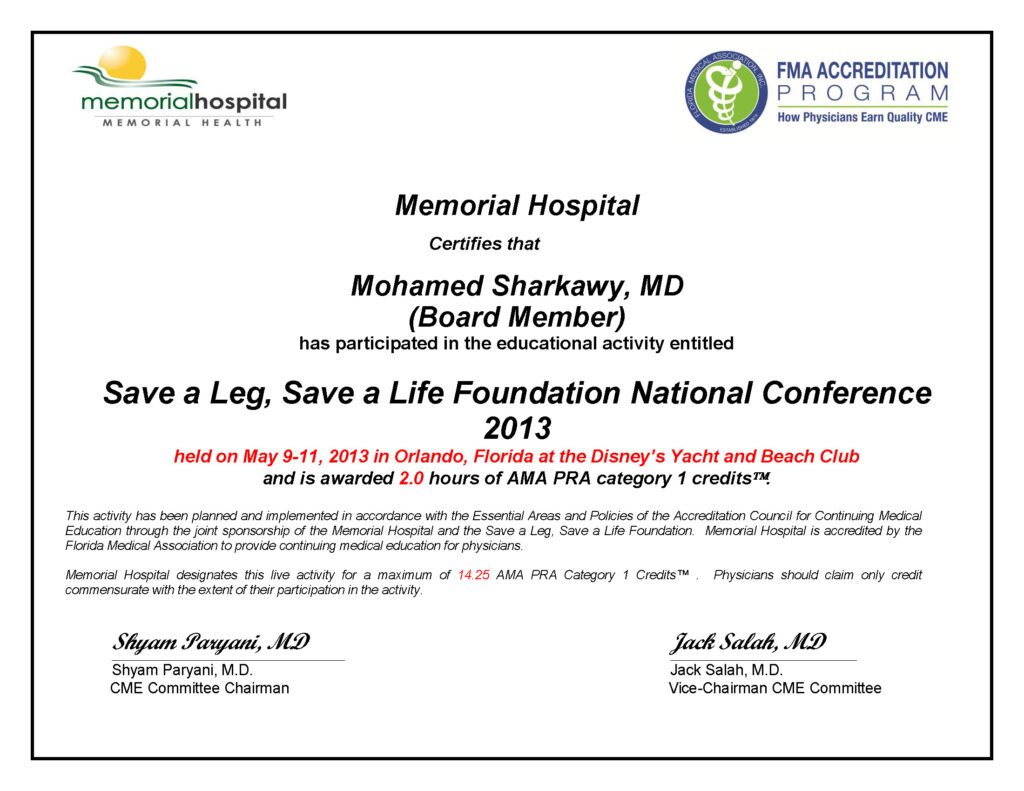 memorialhospital
MEMORIAL HEALTH
FLORIDA MEDICAL ASSOCIATION, INC.
ESTABLISHED
FMA ACCREDITATION
PROGRAM
How Physicians Earn Quality CME
Memorial Hospital
Certifies that
Mohamed Sharkawy, MD
(Board Member)
has participated in the educational activity entitled
Save a Leg, Save a Life Foundation National Conference
2013
held on May 9-11, 2013 in Orlando, Florida at the Disney's Yacht and Beach Club
and is awarded 2.0 hours of AMA PRA category 1 credits™.
This activity has been planned and implemented in accordance with the Essential Areas and Policies of the Accreditation Council for Continuing Medical
Education through the joint sponsorship of the Memorial Hospital and the Save a Leg, Save a Life Foundation. Memorial Hospital is accredited by the
Florida Medical Association to provide continuing medical education for physicians.
Memorial Hospital designates this live activity for a maximum of 14.25 AMA PRA Category 1 Credits™ . Physicians should claim only credit
commensurate with the extent of their participation in the activity.
Shyam Paryani, MD
Shyam Paryani, M.D.
CME Committee Chairman
Jack Salah, MD
Jack Salah, M.D.
Vice-Chairman CME Committee